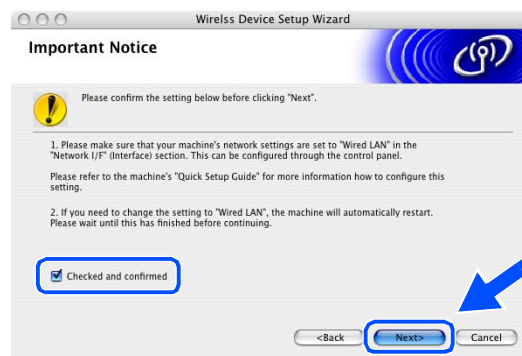 Wirelss Device Setup Wizard
Important Notice
Please confirm the setting below before clicking "Next".
1. Please make sure that your machine's network settings are set to "Wired LAN" in the
"Network I/F" (Interface) section. This can be configured through the control panel.
Please refer to the machine's "Quick Setup Guide" for more information how to configure this
setting.
2. If you need to change the setting to "Wired LAN", the machine will automatically restart.
Please wait until this has finished before continuing.
Checked and confirmed
<Back Next> Cancel